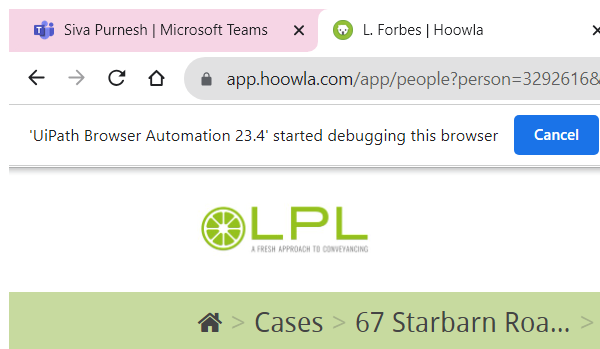 Siva Purnesh | Microsoft Teams
L. Forbes | Hoowla
app.hoowla.com/app/people?person=3292616&
'UiPath Browser Automation 23.4' started debugging this browser
Cancel
LPL
A FRESH APPROACH TO CONVEYANCING
> Cases > 67 Starbarn Roa... >